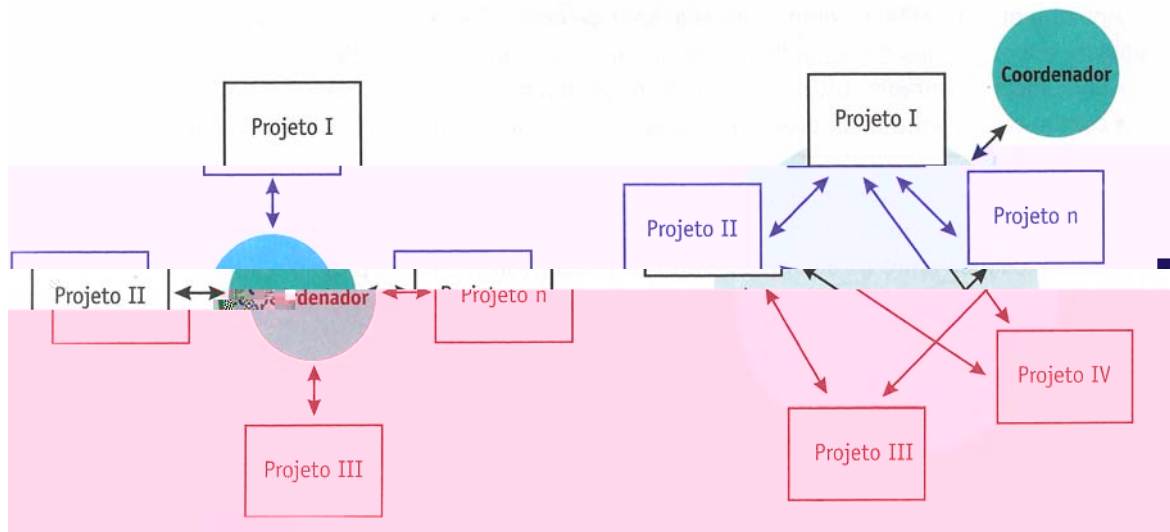 Projeto I
Projeto II
denador
Projeto n
Projeto III
Coordenador
Projeto I
Projeto II
Projeto n
Projeto IV
Projeto III